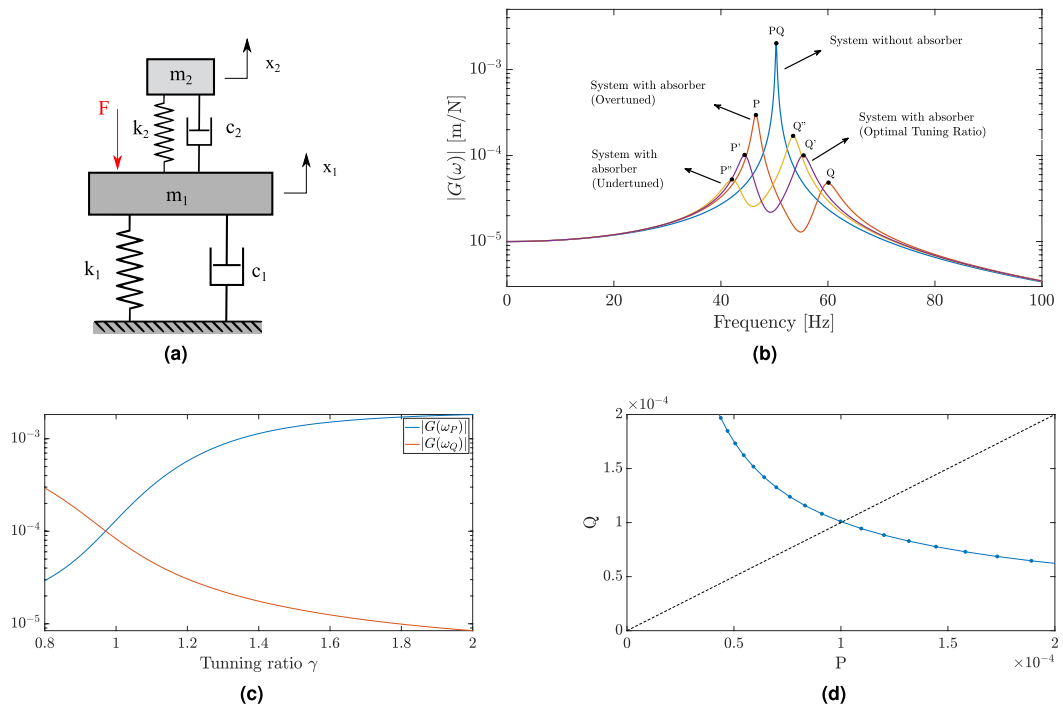 m2
x2
F
k2
c2
x1
m1
k1
c1
(a)
|G(ω)| [m/N]
10−3
10−4
10−5
PQ
System without absorber
System with absorber
(Overtuned)
P
Q''
System with absorber
(Optimal Tuning Ratio)
P'
Q'
System with
absorber
(Undertuned)
P''
Q
0
20
40
60
80
100
Frequency [Hz]
(b)
10−3
10−4
10−5
|G(ωP)|
|G(ωQ)|
0.8
1
1.2
1.4
1.6
1.8
2
Tunning ratio γ
(c)
×10−4
2
1.5
1
0.5
0
Q
0
0.5
1
1.5
2
P
×10−4
(d)